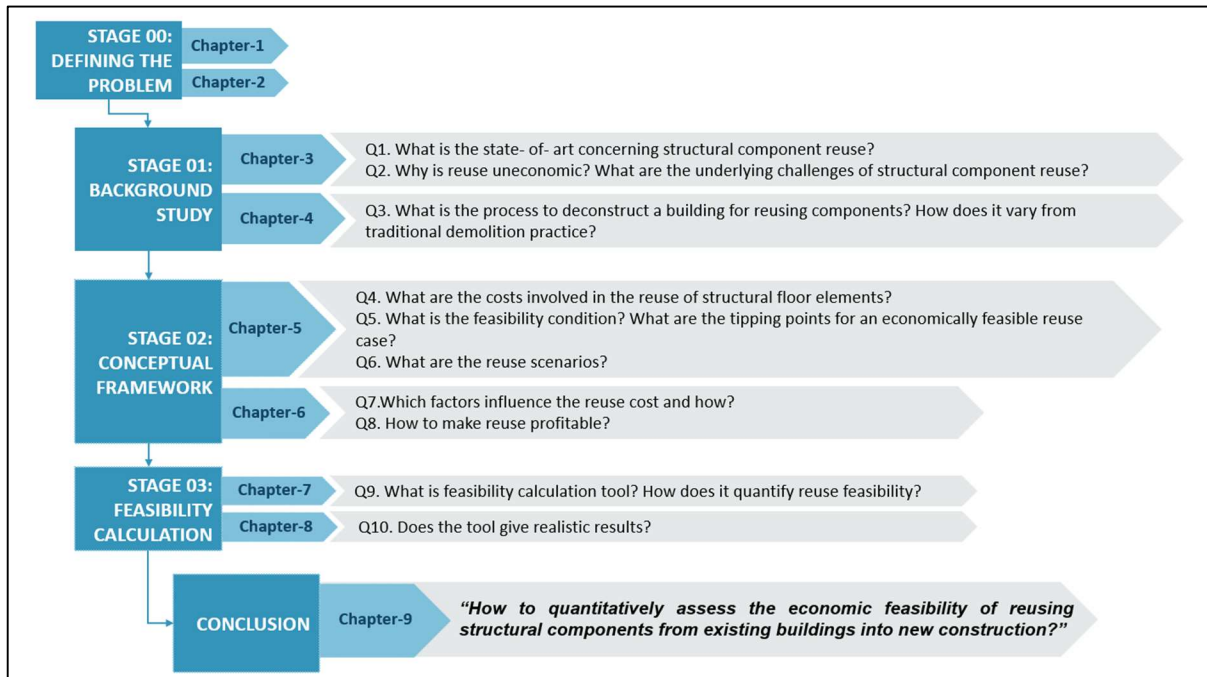 STAGE 00:
DEFINING THE
PROBLEM
Chapter-1
Chapter-2
STAGE 01:
BACKGROUND
STUDY
Chapter-3
Q1. What is the state- of- art concerning structural component reuse?
Q2. Why is reuse uneconomic? What are the underlying challenges of structural component reuse?
Chapter-4
Q3. What is the process to deconstruct a building for reusing components? How does it vary from
traditional demolition practice?
STAGE 02:
CONCEPTUAL
FRAMEWORK
Chapter-5
Q4. What are the costs involved in the reuse of structural floor elements?
Q5. What is the feasibility condition? What are the tipping points for an economically feasible reuse
case?
Q6. What are the reuse scenarios?
Chapter-6
Q7.Which factors influence the reuse cost and how?
Q8. How to make reuse profitable?
STAGE 03:
FEASIBILITY
CALCULATION
Chapter-7
Q9. What is feasibility calculation tool? How does it quantify reuse feasibility?
Chapter-8
Q10. Does the tool give realistic results?
CONCLUSION
Chapter-9
“How to quantitatively assess the economic feasibility of reusing
structural components from existing buildings into new construction?”